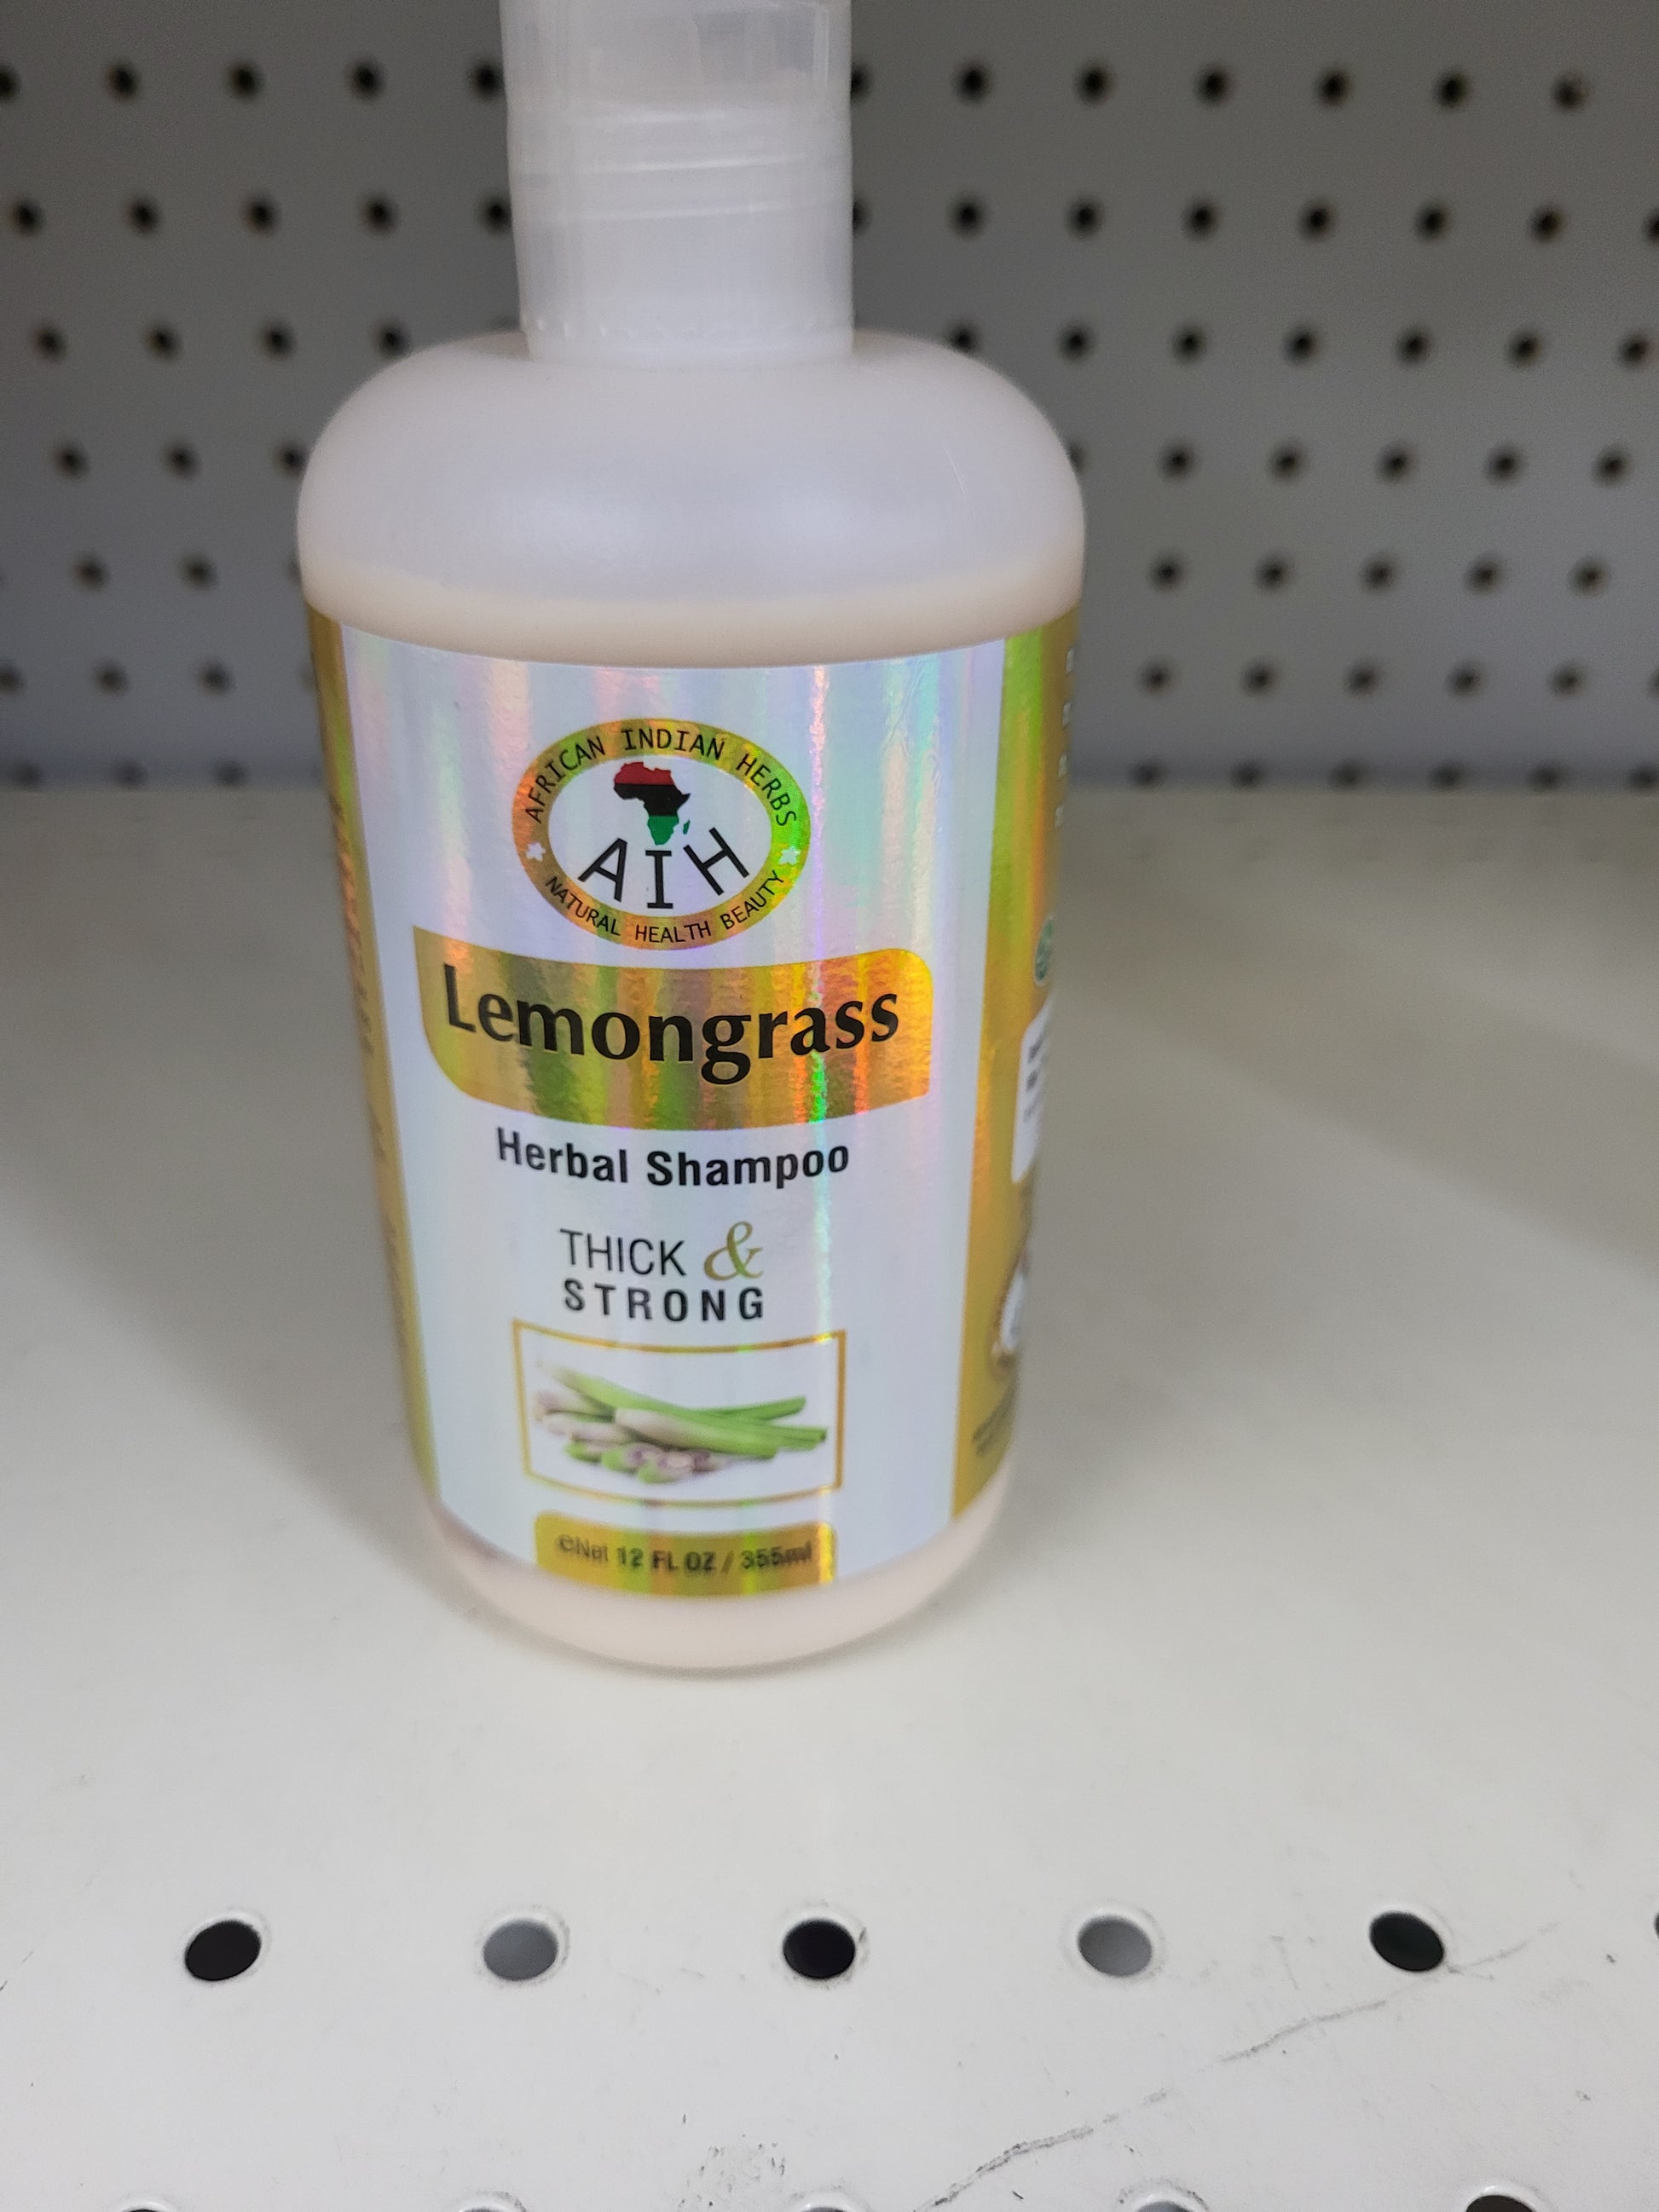 AFRICAN INDIAN HERBS
AIH
NATURAL HEALTH BEAUTY
Lemongrass
Herbal Shampoo
THICK &
STRONG
©Net 12 FL OZ / 355ml